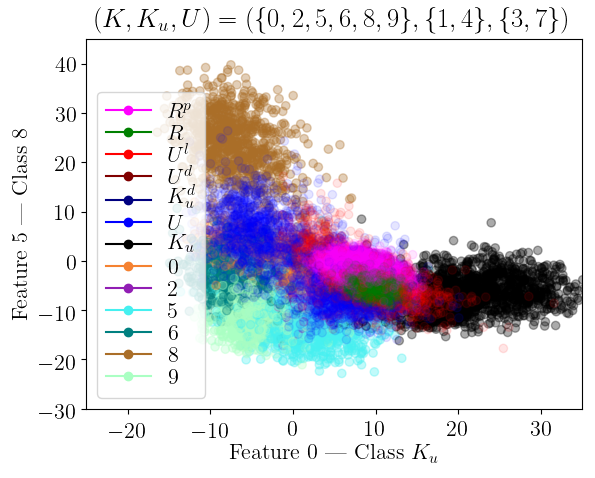 (K, K_u, U) = ({0, 2, 5, 6, 8, 9}, {1, 4}, {3, 7})
Feature 5 — Class 8
40
30
20
10
0
−10
−20
−30
R^p
R
U^l
U^d
K_u^d
U
K_u
0
2
5
6
8
9
−20 −10 0 10 20 30
Feature 0 — Class K_u